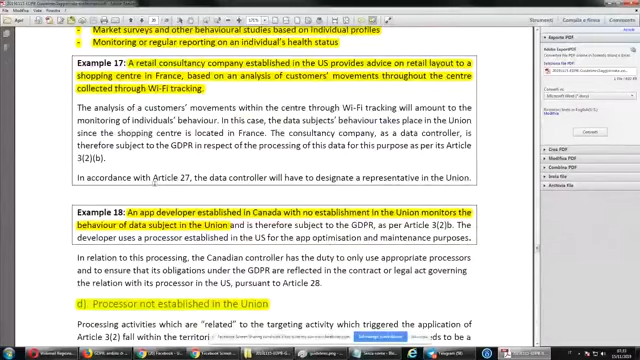 Market surveys and other behavioural studies based on individual profiles
Monitoring or regular reporting on an individual's health status
Example 17: A retail consultancy company established in the US provides advice on retail layout to a
shopping centre in France, based on an analysis of customers' movements throughout the centre
collected through Wi-Fi tracking.
The analysis of a customers' movements within the centre through Wi-Fi tracking will amount to the
monitoring of individuals' behaviour. In this case, the data subjects' behaviour takes place in the Union
since the shopping centre is located in France. The consultancy company, as a data controller, is
therefore subject to the GDPR in respect of the processing of this data for this purpose as per its Article
3(2)(b).
In accordance with Article 27, the data controller will have to designate a representative in the Union.
Example 18: An app developer established in Canada with no establishment in the Union monitors the
behaviour of data subject in the Union and is therefore subject to the GDPR, as per Article 3(2)b. The
developer uses a processor established in the US for the app optimisation and maintenance purposes.
In relation to this processing, the Canadian controller has the duty to only use appropriate processors
and to ensure that its obligations under the GDPR are reflected in the contract or legal act governing
the relation with its processor in the US, pursuant to Article 28.
d) Processor not established in the Union
Processing activities which are "related" to the targeting activity which triggered the application of
Article 3(2) fall within the territori
Apri
Esporta PDF
Adobe ExportPDF
Seleziona file PDF
Converti in
Microsoft Word (*.docx)
Modifica
Converti
Crea PDF
Modifica PDF
Combina PDF
Invia file
Archivia file
Telegram